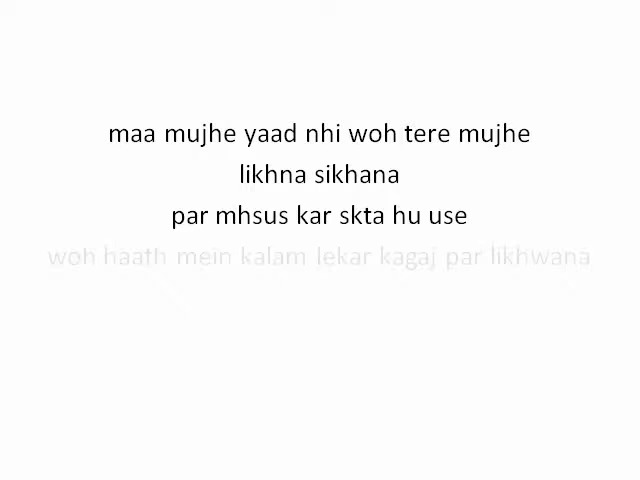 maa mujhe yaad nhi woh tere mujhe
likhna sikhana
par mhsus kar skta hu use
woh haath mein kalam lekar kagaj par likhwana